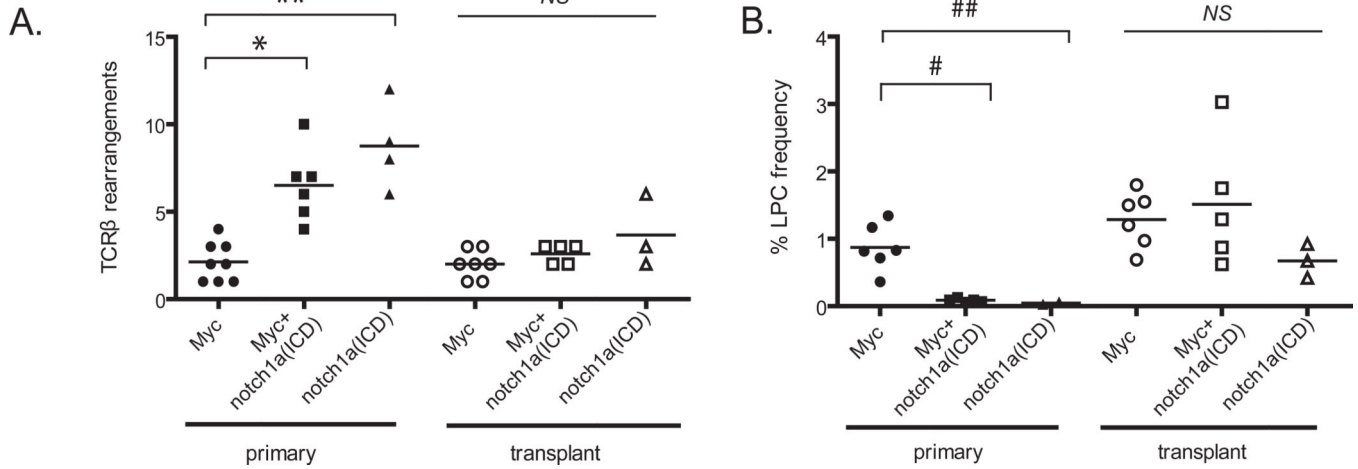 A.
**
NS
*
15
10
5
0
TCRβ rearrangements
Myc
Myc+
notch1a(ICD)
notch1a(ICD)
Myc
Myc+
notch1a(ICD)
notch1a(ICD)
primary
transplant
B.
##
NS
#
4
3
2
1
0
% LPC frequency
Myc
Myc+
notch1a(ICD)
notch1a(ICD)
Myc
Myc+
notch1a(ICD)
notch1a(ICD)
primary
transplant